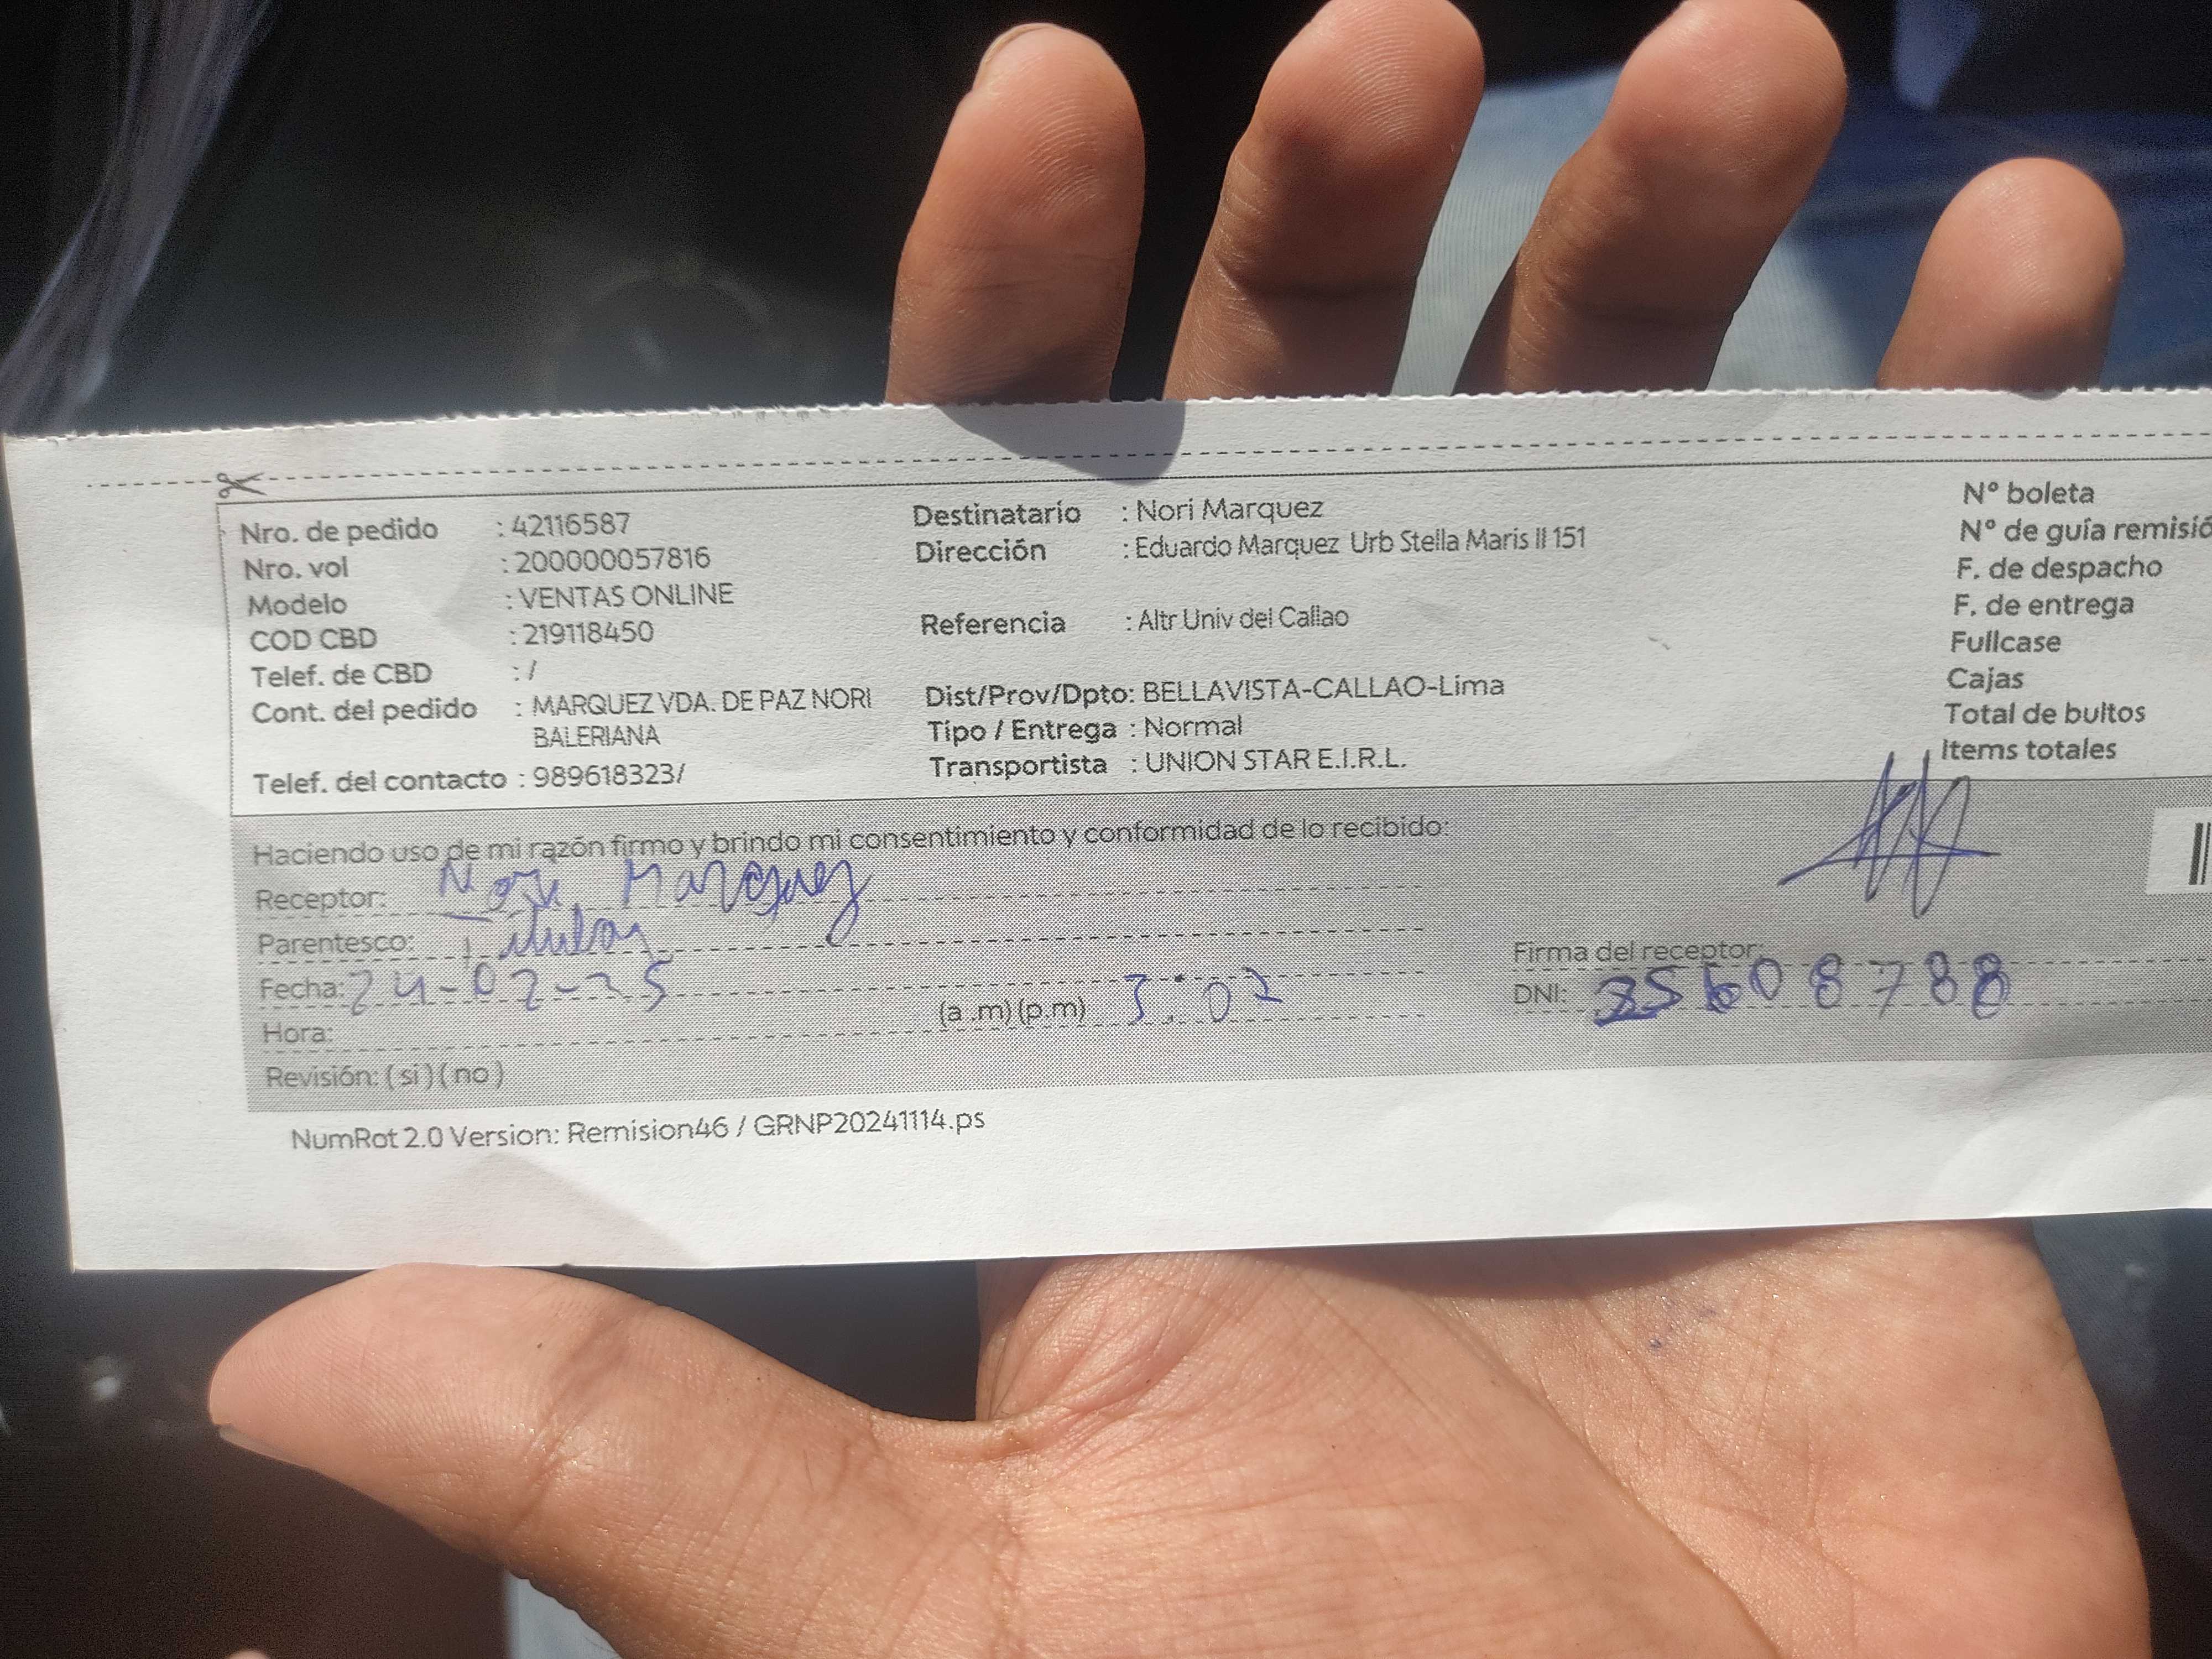 Nro. de pedido : 42116587
Nro. vol : 200000057816
Modelo : VENTAS ONLINE
COD CBD : 219118450
Telef. de CBD : /
Cont. del pedido : MARQUEZ VDA. DE PAZ NORI
BALERIANA
Telef. del contacto : 989618323/
Destinatario : Nori Marquez
Dirección : Eduardo Marquez Urb Stella Maris II 151
Referencia : Altr Univ del Callao
Dist/Prov/Dpto: BELLAVISTA-CALLAO-Lima
Tipo / Entrega : Normal
Transportista : UNION STAR E.I.R.L.
N° boleta
N° de guía remisió
F. de despacho
F. de entrega
Fullcase
Cajas
Total de bultos
Items totales
Haciendo uso de mi razón firmo y brindo mi consentimiento y conformidad de lo recibido:
Receptor: Nori Marquez
Parentesco: Titular
Fecha: 24-02-25
Hora: (a .m) (p.m) 3:02
Revisión: ( si ) ( no )
Firma del receptor:
DNI: 25608788
NumRot 2.0 Version: Remision46 / GRNP20241114.ps